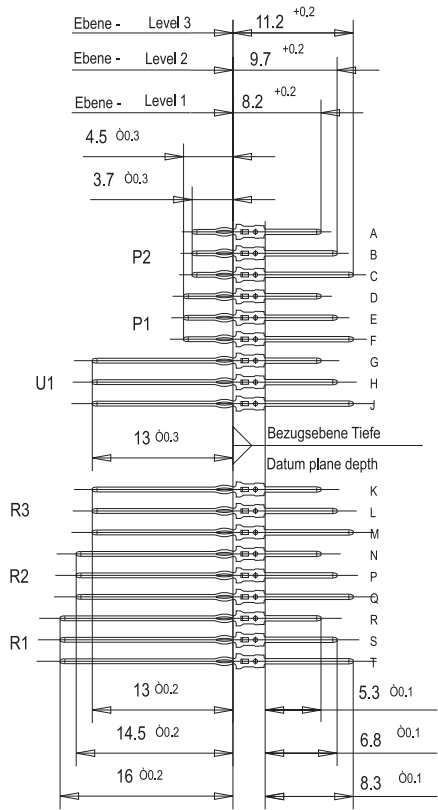 Ebene - Level 3 11.2 +0.2
Ebene - Level 2 9.7 +0.2
Ebene - Level 1 8.2 +0.2
4.5 Ò0.3
3.7 Ò0.3
A
P2 B
C
D
P1 E
F
G
U1 H
J
13 Ò0.3 Bezugsebene Tiefe
Datum plane depth
K
R3 L
M
N
R2 P
Q
R
R1 S
T
13 Ò0.2 5.3 Ò0.1
14.5 Ò0.2 6.8 Ò0.1
16 Ò0.2 8.3 Ò0.1